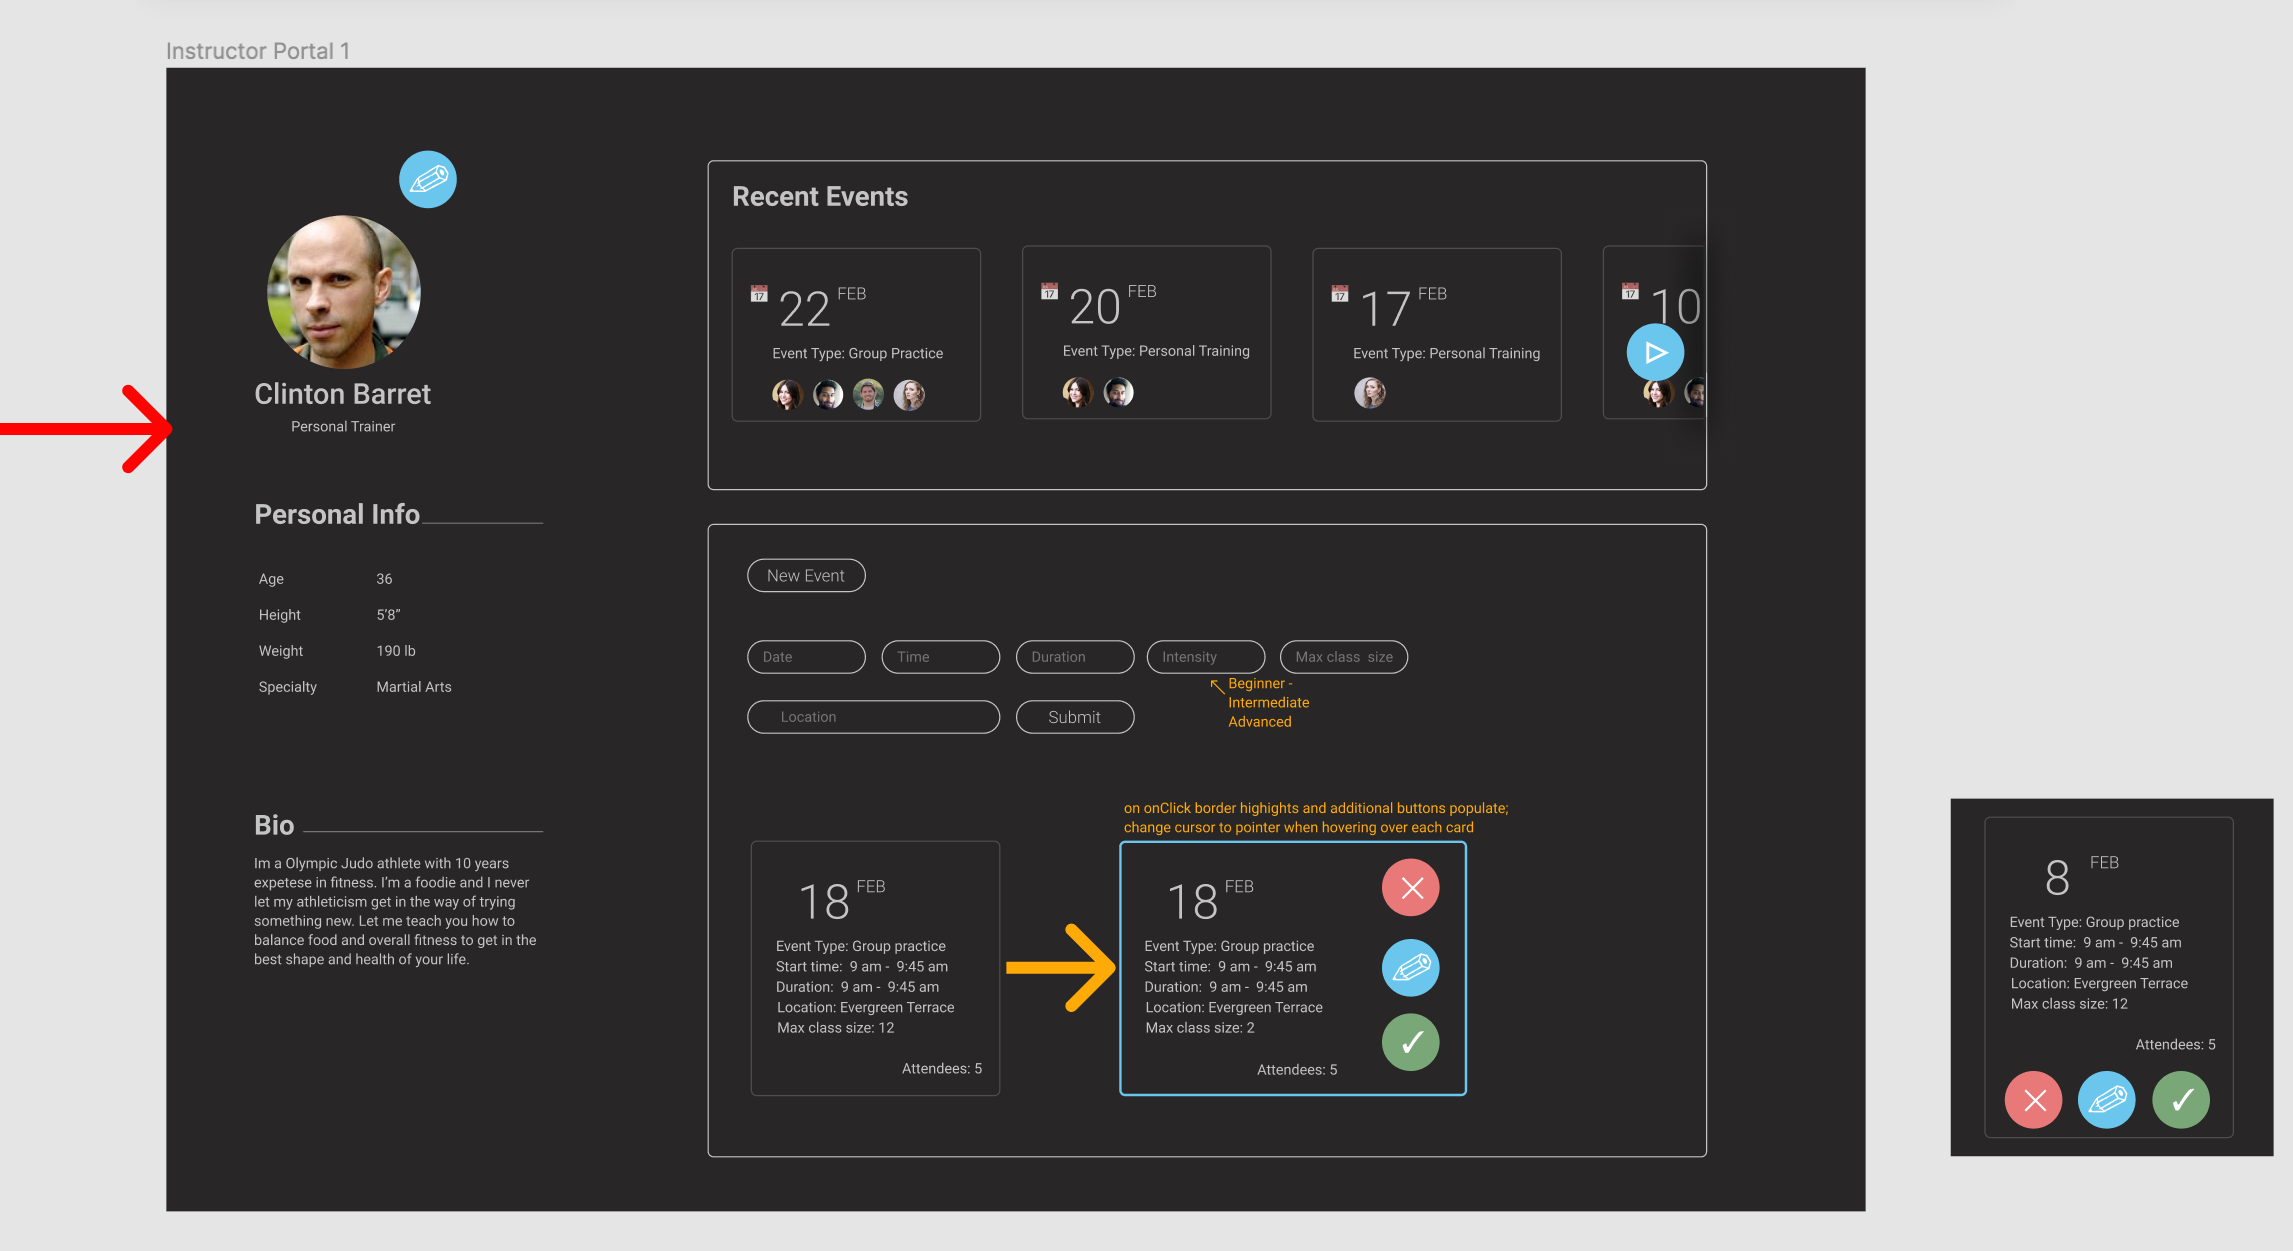 Instructor Portal 1
Clinton Barret
Personal Trainer
Personal Info
Age 36
Height 5'8"
Weight 190 lb
Specialty Martial Arts
Bio
Im a Olympic Judo athlete with 10 years
expetese in fitness. I'm a foodie and I never
let my athleticism get in the way of trying
something new. Let me teach you how to
balance food and overall fitness to get in the
best shape and health of your life.
Recent Events
17
22 FEB
Event Type: Group Practice
17
20 FEB
Event Type: Personal Training
17
17 FEB
Event Type: Personal Training
17
10
New Event
Date
Time
Duration
Intensity
Max class size
Beginner -
Intermediate
Advanced
Location
Submit
on onClick border highights and additional buttons populate;
change cursor to pointer when hovering over each card
18 FEB
Event Type: Group practice
Start time: 9 am - 9:45 am
Duration: 9 am - 9:45 am
Location: Evergreen Terrace
Max class size: 12
Attendees: 5
18 FEB
Event Type: Group practice
Start time: 9 am - 9:45 am
Duration: 9 am - 9:45 am
Location: Evergreen Terrace
Max class size: 2
Attendees: 5
8 FEB
Event Type: Group practice
Start time: 9 am - 9:45 am
Duration: 9 am - 9:45 am
Location: Evergreen Terrace
Max class size: 12
Attendees: 5